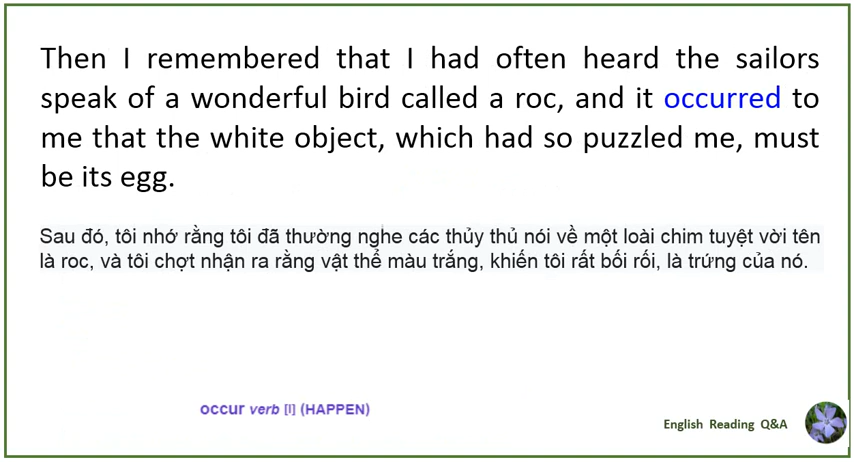 Then I remembered that I had often heard the sailors
speak of a wonderful bird called a roc, and it occurred to
me that the white object, which had so puzzled me, must
be its egg.
Sau đó, tôi nhớ rằng tôi đã thường nghe các thủy thủ nói về một loài chim tuyệt vời tên
là roc, và tôi chợt nhận ra rằng vật thể màu trắng, khiến tôi rất bối rối, là trứng của nó.
occur verb [I] (HAPPEN)
English Reading Q&A